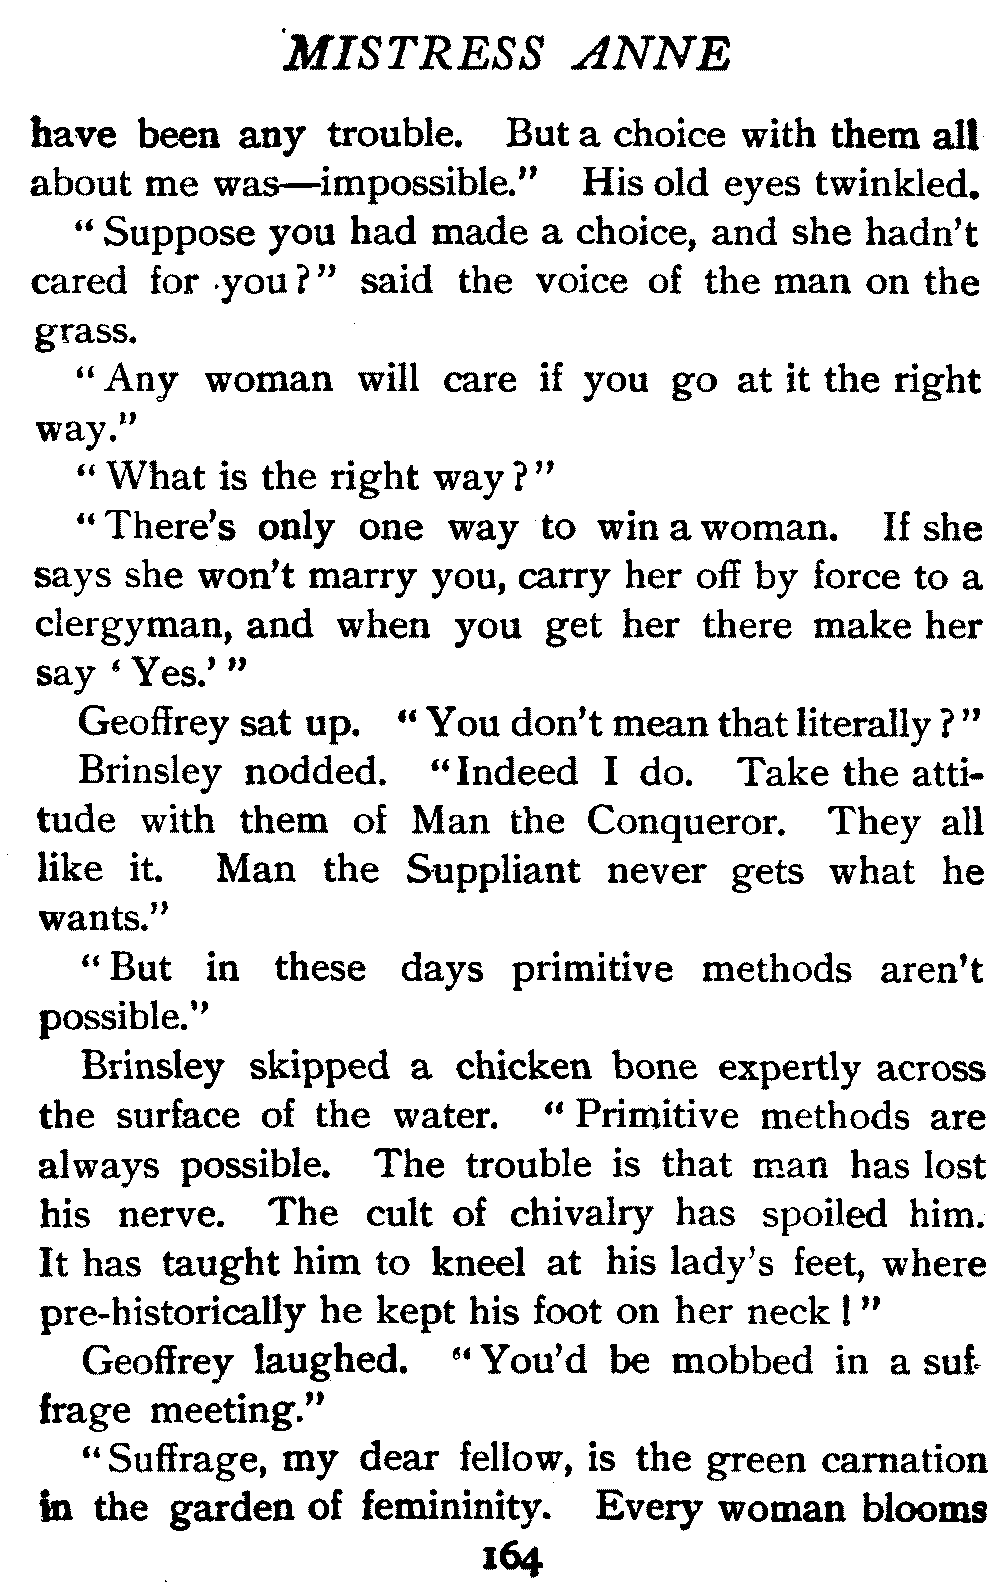 MISTRESS ANNE
have been any trouble. But a choice with them all
about me was—impossible.” His old eyes twinkled.
“Suppose you had made a choice, and she hadn’t
cared for you?” said the voice of the man on the
grass.
“Any woman will care if you go at it the right
way.”
“What is the right way?”
“There’s only one way to win a woman. If she
says she won’t marry you, carry her off by force to a
clergyman, and when you get her there make her
say ‘Yes.’”
Geoffrey sat up. “You don’t mean that literally?”
Brinsley nodded. “Indeed I do. Take the atti-
tude with them of Man the Conqueror. They all
like it. Man the Suppliant never gets what he
wants.”
“But in these days primitive methods aren’t
possible.”
Brinsley skipped a chicken bone expertly across
the surface of the water. “Primitive methods are
always possible. The trouble is that man has lost
his nerve. The cult of chivalry has spoiled him.
It has taught him to kneel at his lady’s feet, where
pre-historically he kept his foot on her neck!”
Geoffrey laughed. “You’d be mobbed in a suf-
frage meeting.”
“Suffrage, my dear fellow, is the green carnation
in the garden of femininity. Every woman blooms
164